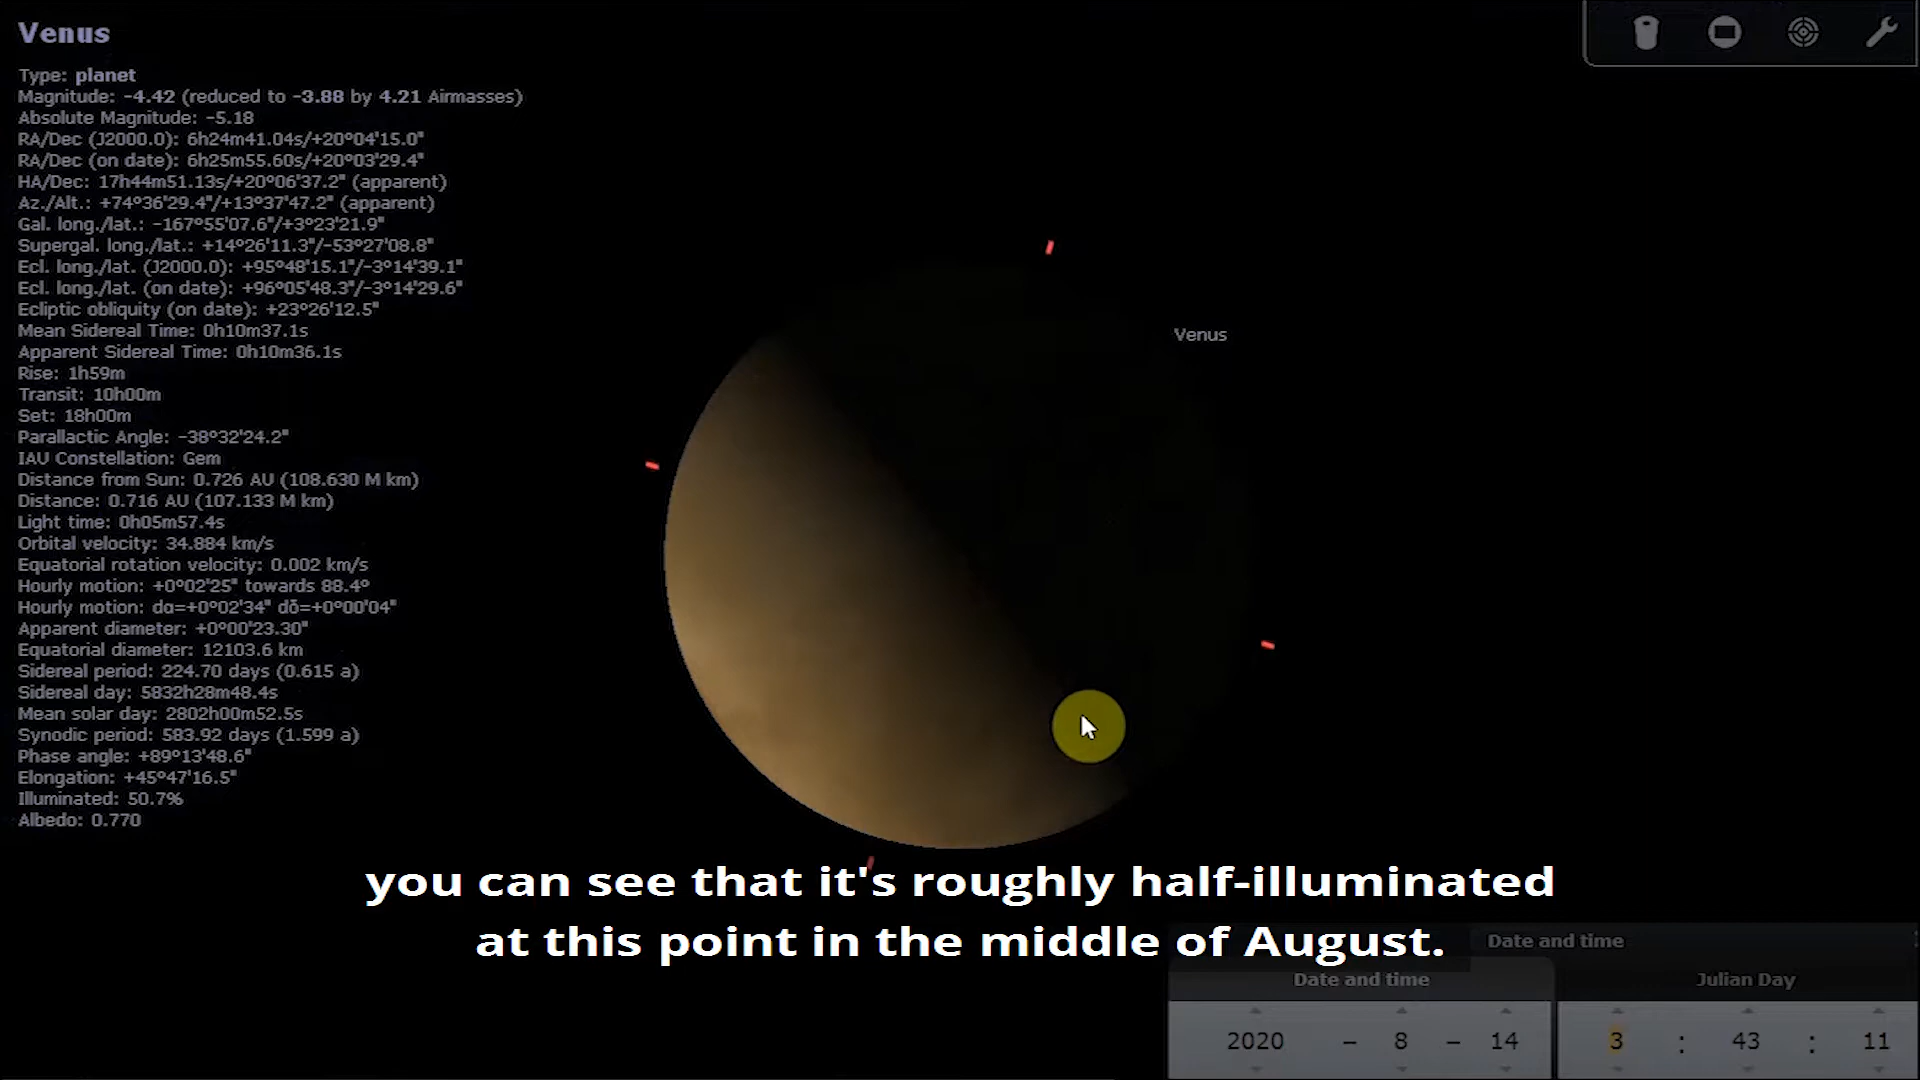 Venus
Type: planet
Magnitude: -4.42 (reduced to -3.88 by 4.21 Airmasses)
Absolute Magnitude: -5.18
RA/Dec (J2000.0): 6h24m41.04s/+20°04'15.0"
RA/Dec (on date): 6h25m55.60s/+20°03'29.4"
HA/Dec: 17h44m51.13s/+20°06'37.2" (apparent)
Az./Alt.: +74°36'29.4"/+13°37'47.2" (apparent)
Gal. long./lat.: -167°55'07.6"/+3°23'21.9"
Supergal. long./lat.: +14°26'11.3"/-53°27'08.8"
Ecl. long./lat. (J2000.0): +95°48'15.1"/-3°14'39.1"
Ecl. long./lat. (on date): +96°05'48.3"/-3°14'29.6"
Ecliptic obliquity (on date): +23°26'12.5"
Mean Sidereal Time: 0h10m37.1s
Apparent Sidereal Time: 0h10m36.1s
Rise: 1h59m
Transit: 10h00m
Set: 18h00m
Parallactic Angle: -38°32'24.2"
IAU Constellation: Gem
Distance from Sun: 0.726 AU (108.630 M km)
Distance: 0.716 AU (107.133 M km)
Light time: 0h05m57.4s
Orbital velocity: 34.884 km/s
Equatorial rotation velocity: 0.002 km/s
Hourly motion: +0°02'25" towards 88.4°
Hourly motion: dα=+0°02'34" dδ=+0°00'04"
Apparent diameter: +0°00'23.30"
Equatorial diameter: 12103.6 km
Sidereal period: 224.70 days (0.615 a)
Sidereal day: 5832h28m48.4s
Mean solar day: 2802h00m52.5s
Synodic period: 583.92 days (1.599 a)
Phase angle: +89°13'48.6"
Elongation: +45°47'16.5"
Illuminated: 50.7%
Albedo: 0.770
Venus
you can see that it's roughly half-illuminated
at this point in the middle of August.
Date and time
Date and time Julian Day
2020 - 8 - 14 3 : 43 : 11